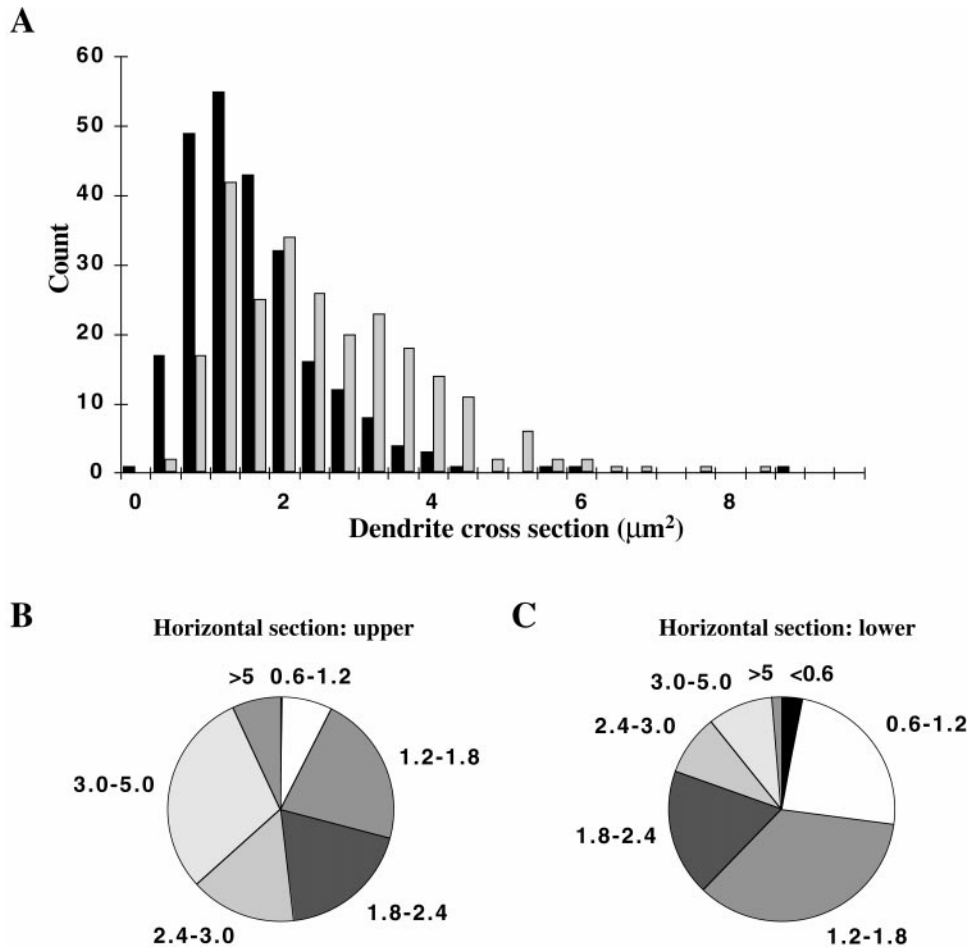 A
60
50
40
30
20
10
0
Count
0 2 4 6 8
Dendrite cross section (µm²)
B
Horizontal section: upper
>5 0.6-1.2
1.2-1.8
3.0-5.0
1.8-2.4
2.4-3.0
C
Horizontal section: lower
>5 <0.6
3.0-5.0
2.4-3.0
0.6-1.2
1.8-2.4
1.2-1.8